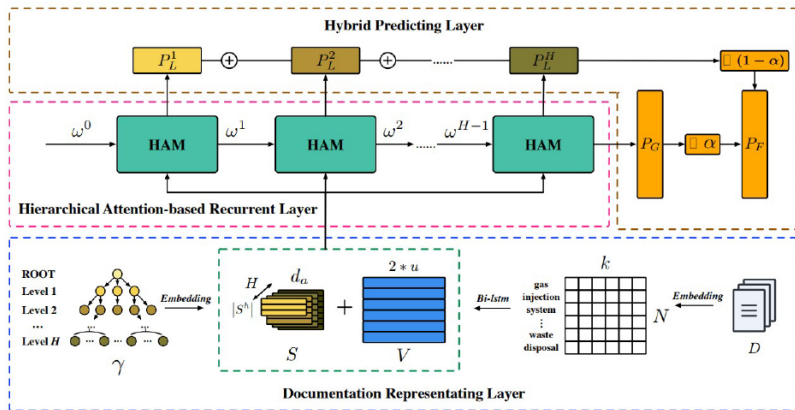 Hybrid Predicting Layer
P_L^1
P_L^2
......
P_L^H
(1 − α)
ω^0
HAM
ω^1
HAM
ω^2
......
ω^{H−1}
HAM
P_G
α
P_F
Hierarchical Attention-based Recurrent Layer
ROOT
Level 1
Level 2
...
Level H
γ
Embedding
H
d_a
|S^h|
S
+
2 * u
V
Bi-lstm
k
gas
injection
system
⋮
waste
disposal
N
Embedding
D
Documentation Representating Layer